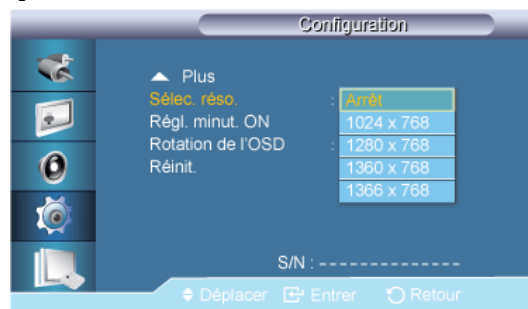 Configuration
Plus
Sélec. réso. : Arrêt
Régl. minut. ON 1024 x 768
Rotation de l'OSD : 1280 x 768
Réinit. 1360 x 768
1366 x 768
S/N : --------------
Déplacer Entrer Retour